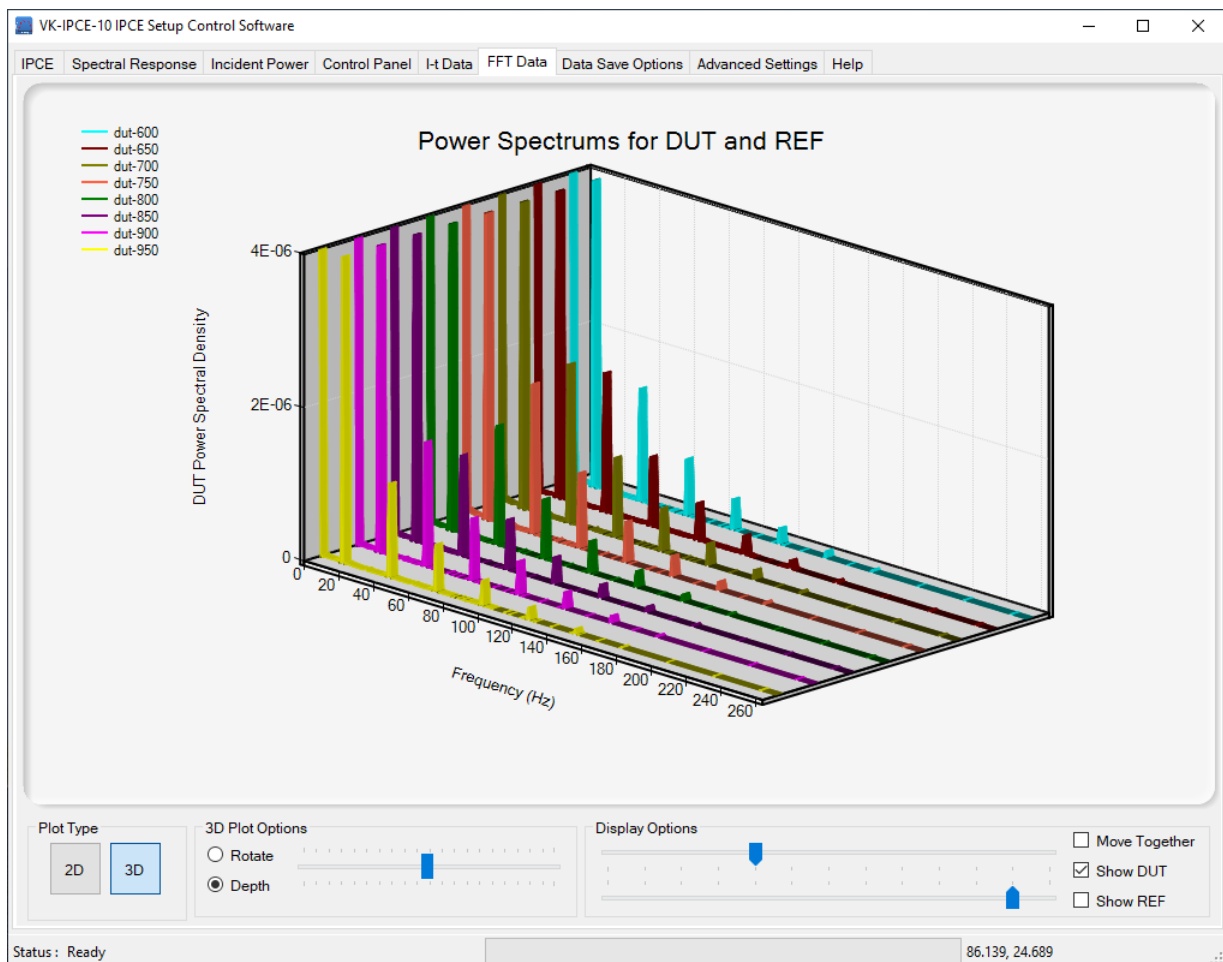 VK-IPCE-10 IPCE Setup Control Software
IPCE Spectral Response Incident Power Control Panel I-t Data FFT Data Data Save Options Advanced Settings Help
Power Spectrums for DUT and REF
dut-600
dut-650
dut-700
dut-750
dut-800
dut-850
dut-900
dut-950
DUT Power Spectral Density
4E-06
2E-06
0
0 20 40 60 80 100 120 140 160 180 200 220 240 260
Frequency (Hz)
Plot Type
2D 3D
3D Plot Options
Rotate
Depth
Display Options
Move Together
Show DUT
Show REF
Status : Ready
86.139, 24.689